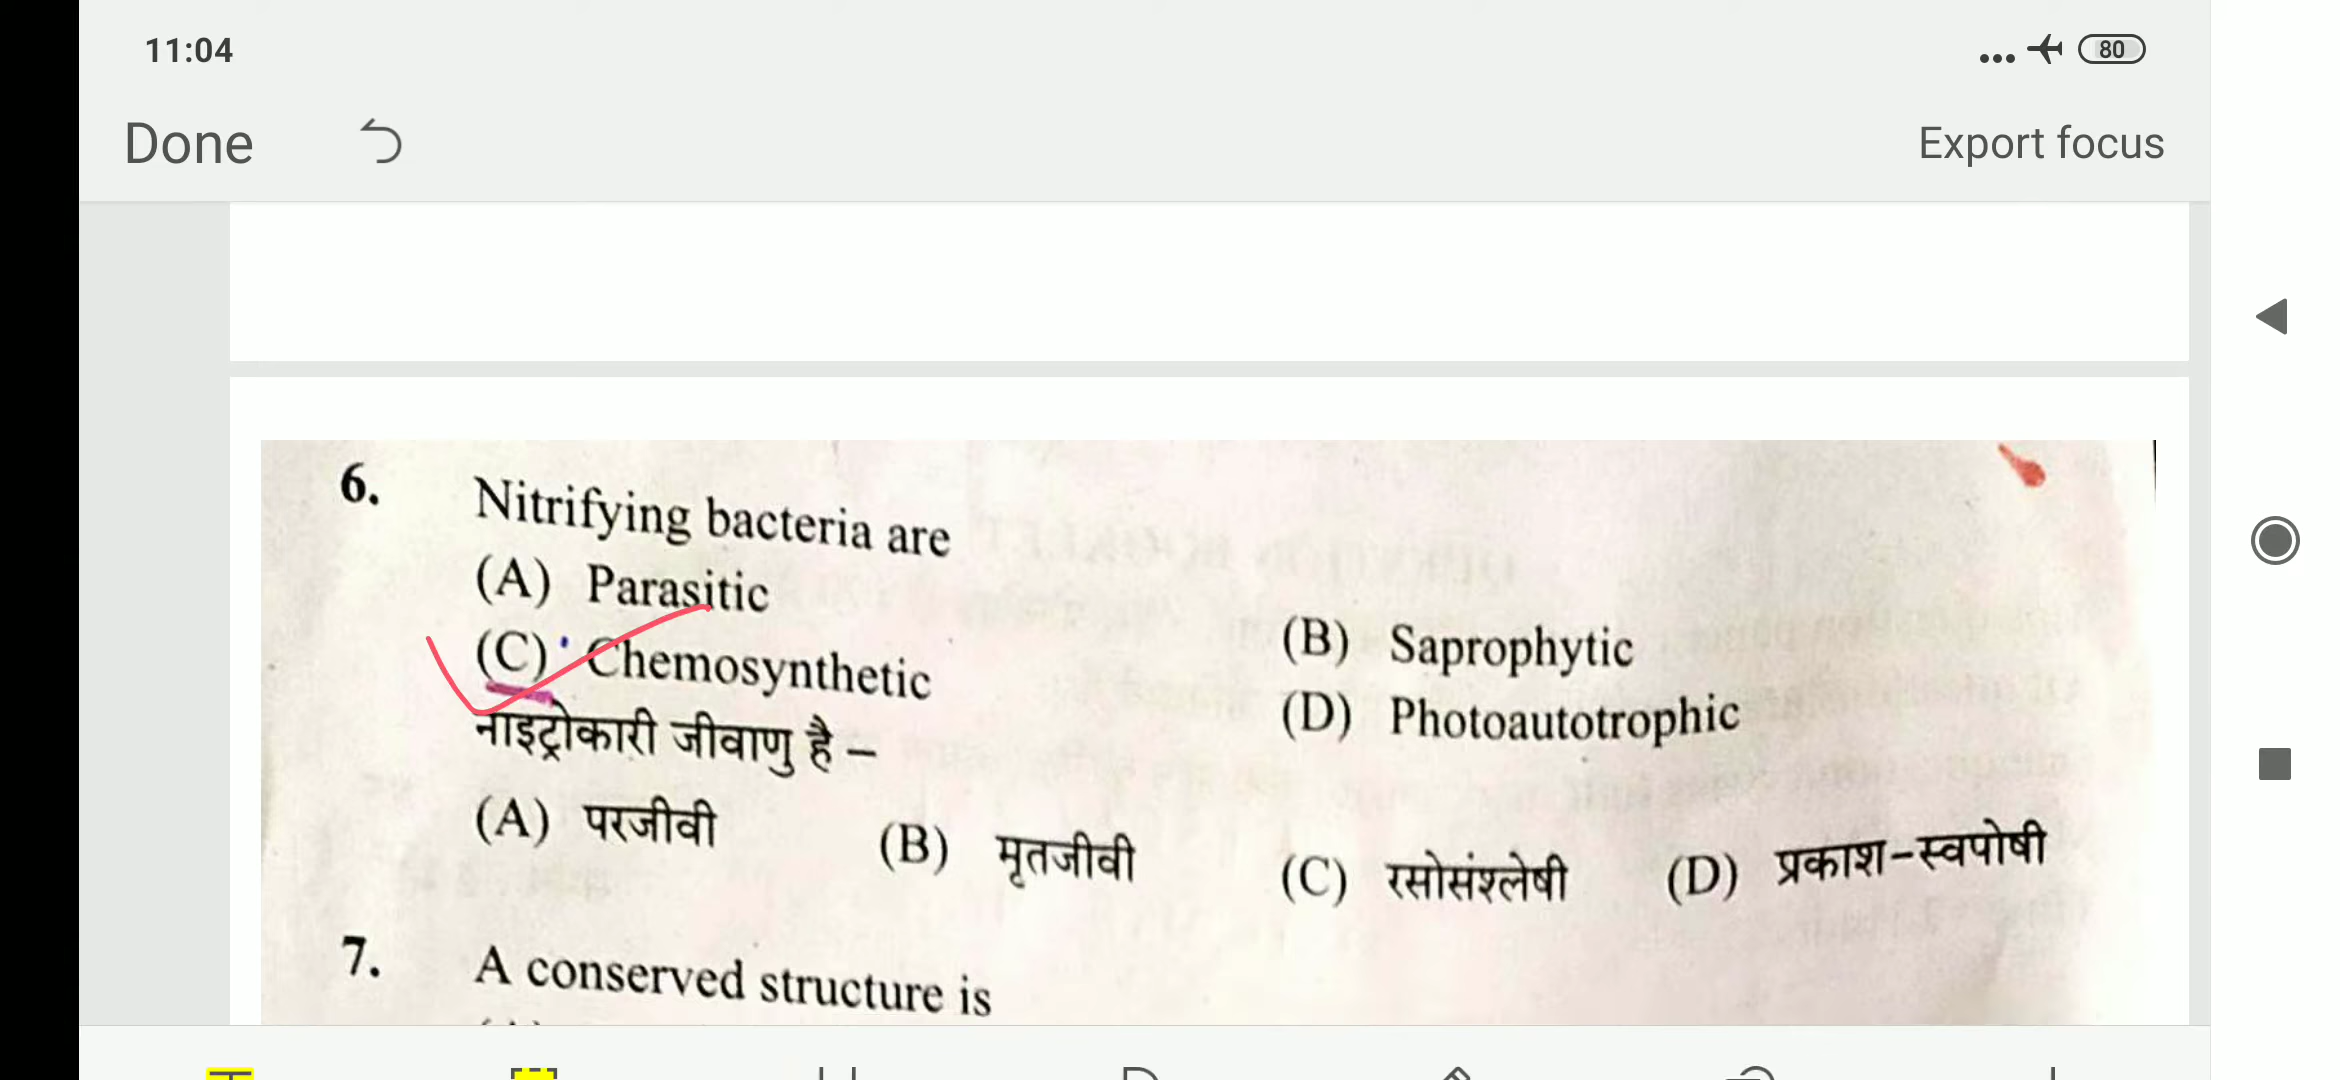 11:04
80
Done
Export focus
6. Nitrifying bacteria are
(A) Parasitic
(B) Saprophytic
(C) Chemosynthetic
(D) Photoautotrophic
नाइट्रोकारी जीवाणु है –
(A) परजीवी (B) मृतजीवी (C) रसोसंश्लेषी (D) प्रकाश-स्वपोषी
7. A conserved structure is